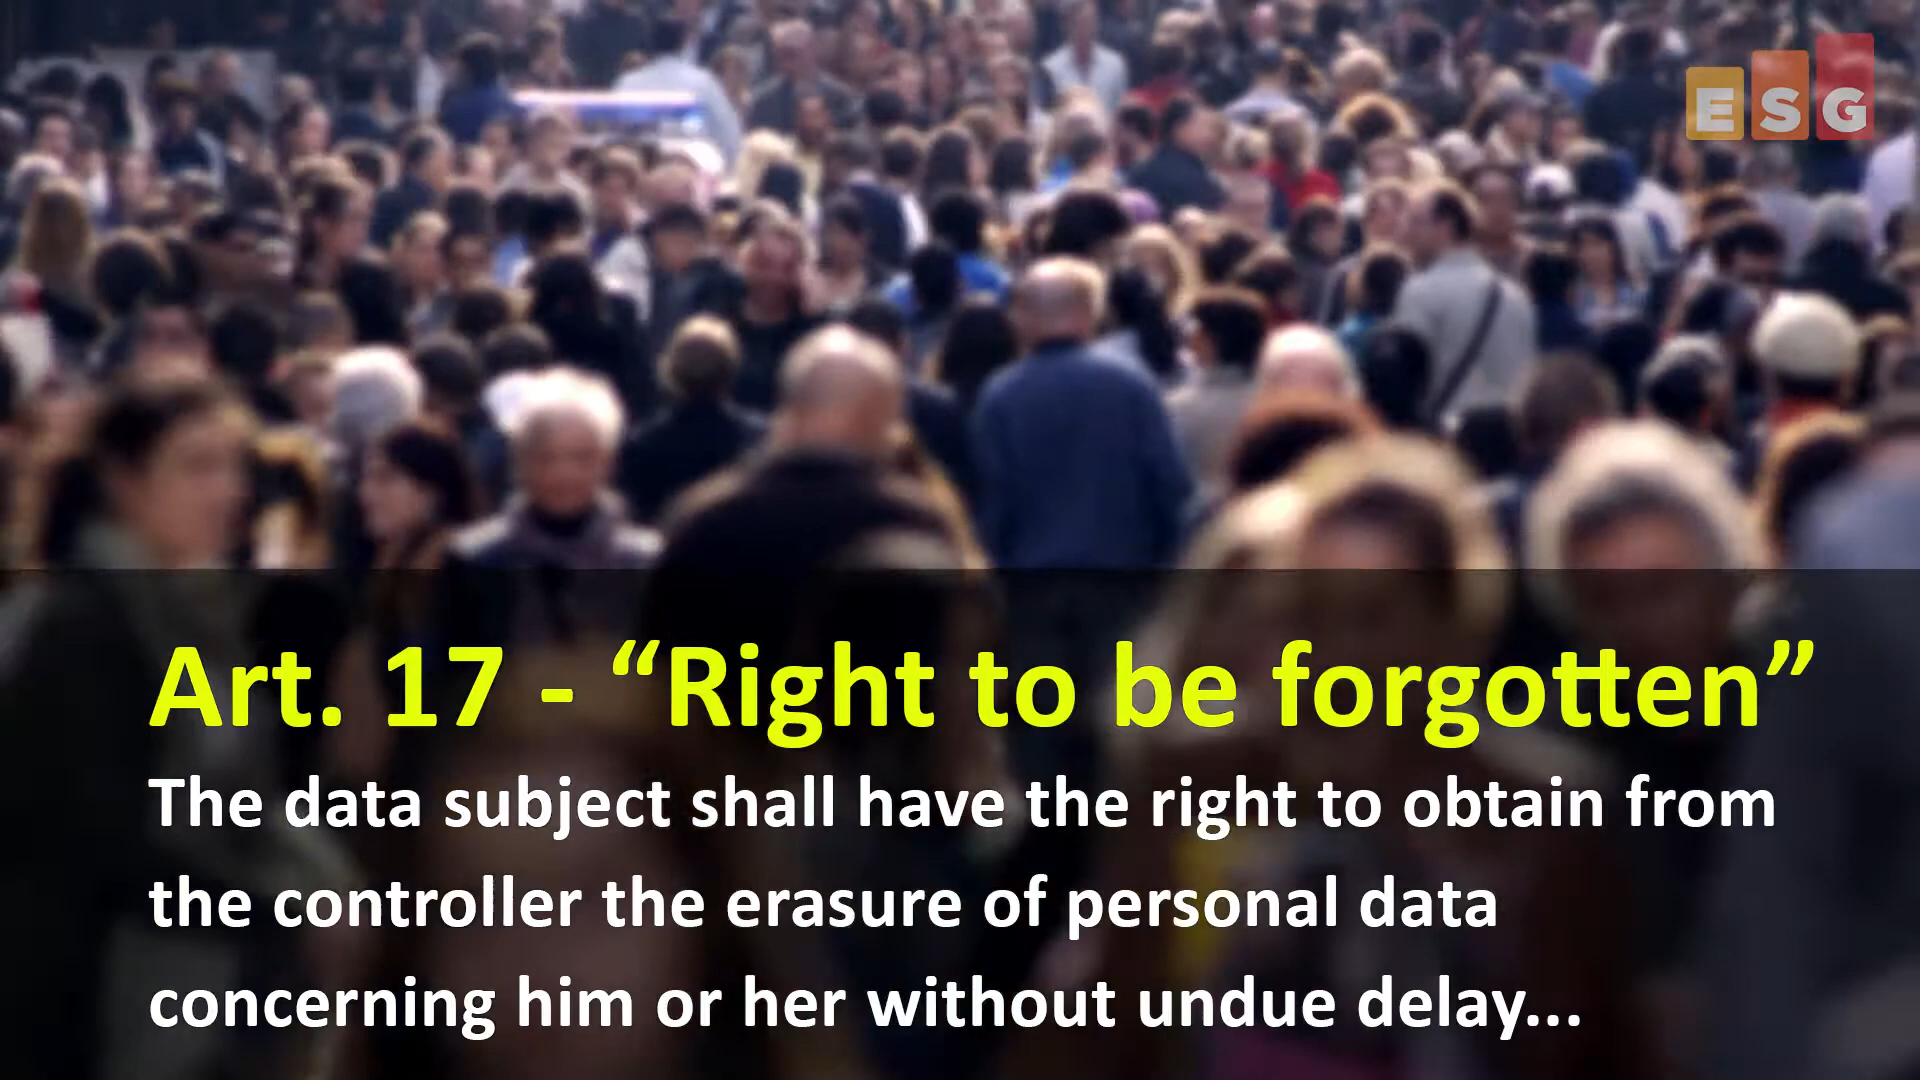 ESG
Art. 17 - “Right to be forgotten”
The data subject shall have the right to obtain from
the controller the erasure of personal data
concerning him or her without undue delay...